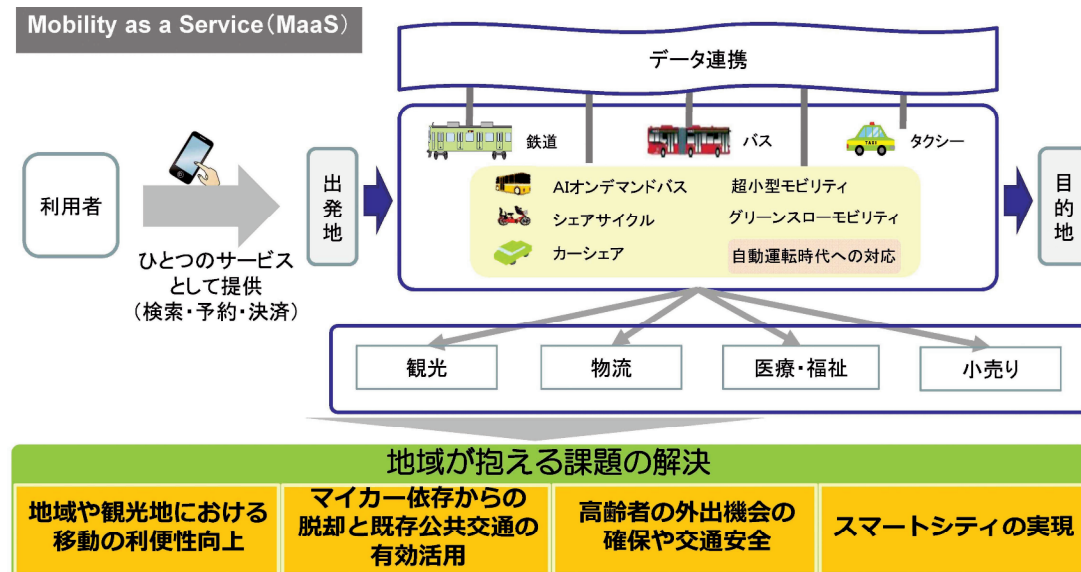 Mobility as a Service（MaaS）
データ連携
鉄道
バス
タクシー
TAXI
利用者
出発地
目的地
AIオンデマンドバス
超小型モビリティ
シェアサイクル
グリーンスローモビリティ
カーシェア
自動運転時代への対応
ひとつのサービス
として提供
（検索・予約・決済）
観光
物流
医療・福祉
小売り
地域が抱える課題の解決
地域や観光地における
移動の利便性向上
マイカー依存からの
脱却と既存公共交通の
有効活用
高齢者の外出機会の
確保や交通安全
スマートシティの実現